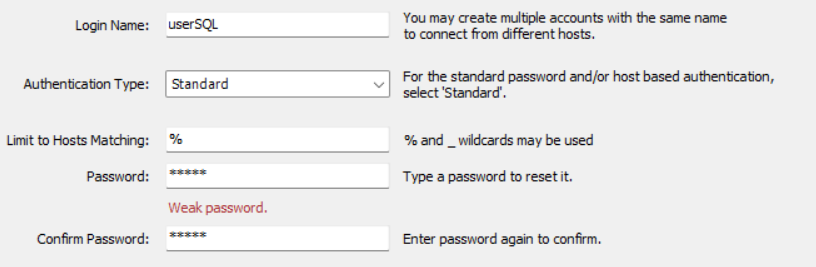 Login Name: userSQL You may create multiple accounts with the same name
to connect from different hosts.
Authentication Type: Standard For the standard password and/or host based authentication,
select 'Standard'.
Limit to Hosts Matching: % % and _ wildcards may be used
Password: ***** Type a password to reset it.
Weak password.
Confirm Password: ***** Enter password again to confirm.